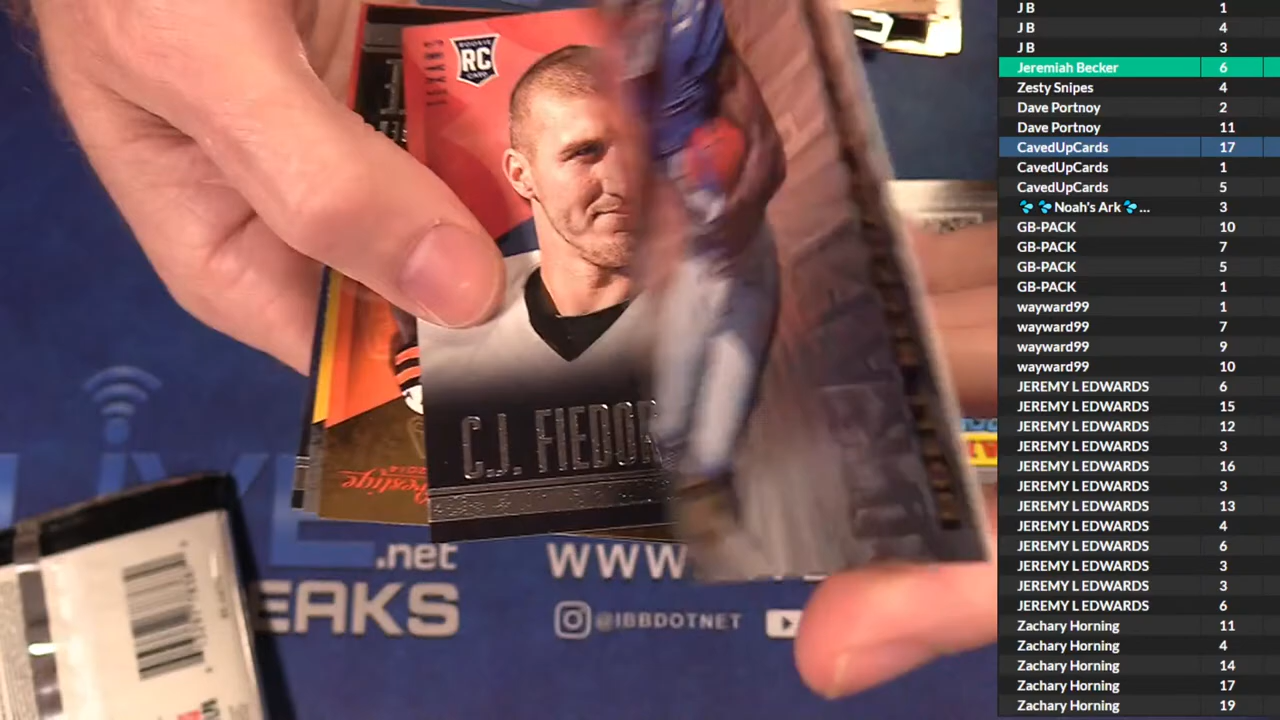 ROOKIE
RC
CARD
TEXANS
C.J. FIEDOR
Prestige
2014
LIVE
.net
EAKS
WWW.
@IBBDOTNET
J B 1
J B 4
J B 3
Jeremiah Becker 6
Zesty Snipes 4
Dave Portnoy 2
Dave Portnoy 11
CavedUpCards 17
CavedUpCards 1
CavedUpCards 5
💦 💦 Noah's Ark 💦... 3
GB-PACK 10
GB-PACK 7
GB-PACK 5
GB-PACK 1
wayward99 1
wayward99 7
wayward99 9
wayward99 10
JEREMY L EDWARDS 6
JEREMY L EDWARDS 15
JEREMY L EDWARDS 12
JEREMY L EDWARDS 3
JEREMY L EDWARDS 16
JEREMY L EDWARDS 3
JEREMY L EDWARDS 13
JEREMY L EDWARDS 4
JEREMY L EDWARDS 6
JEREMY L EDWARDS 3
JEREMY L EDWARDS 3
JEREMY L EDWARDS 6
Zachary Horning 11
Zachary Horning 4
Zachary Horning 14
Zachary Horning 17
Zachary Horning 19